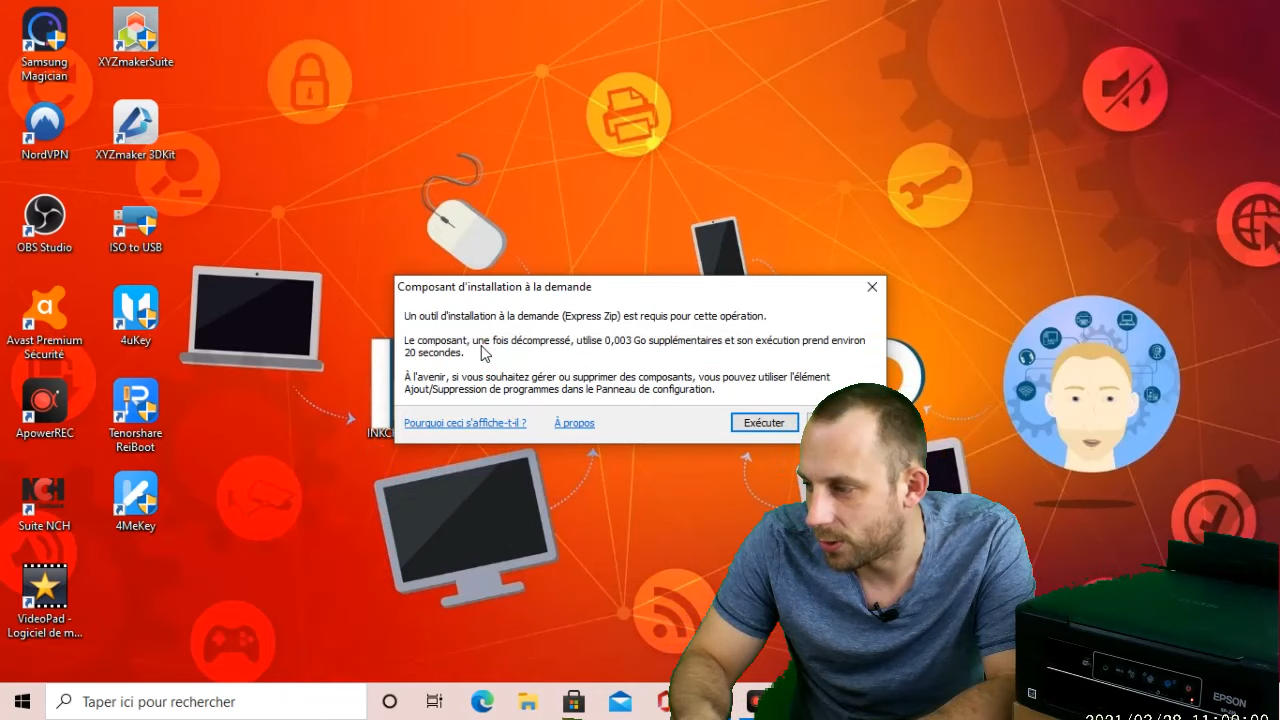 Samsung
Magician
XYZmakerSuite
NordVPN
XYZmaker 3DKit
OBS Studio
ISO to USB
Avast Premium
Sécurité
4uKey
ApowerREC
Tenorshare
ReiBoot
NCH
Suite NCH
4MeKey
VideoPad -
Logiciel de m...
Composant d'installation à la demande
Un outil d'installation à la demande (Express Zip) est requis pour cette opération.
Le composant, une fois décompressé, utilise 0,003 Go supplémentaires et son exécution prend environ
20 secondes.
À l'avenir, si vous souhaitez gérer ou supprimer des composants, vous pouvez utiliser l'élément
Ajout/Suppression de programmes dans le Panneau de configuration.
Pourquoi ceci s'affiche-t-il ?
À propos
Exécuter
Taper ici pour rechercher
EPSON